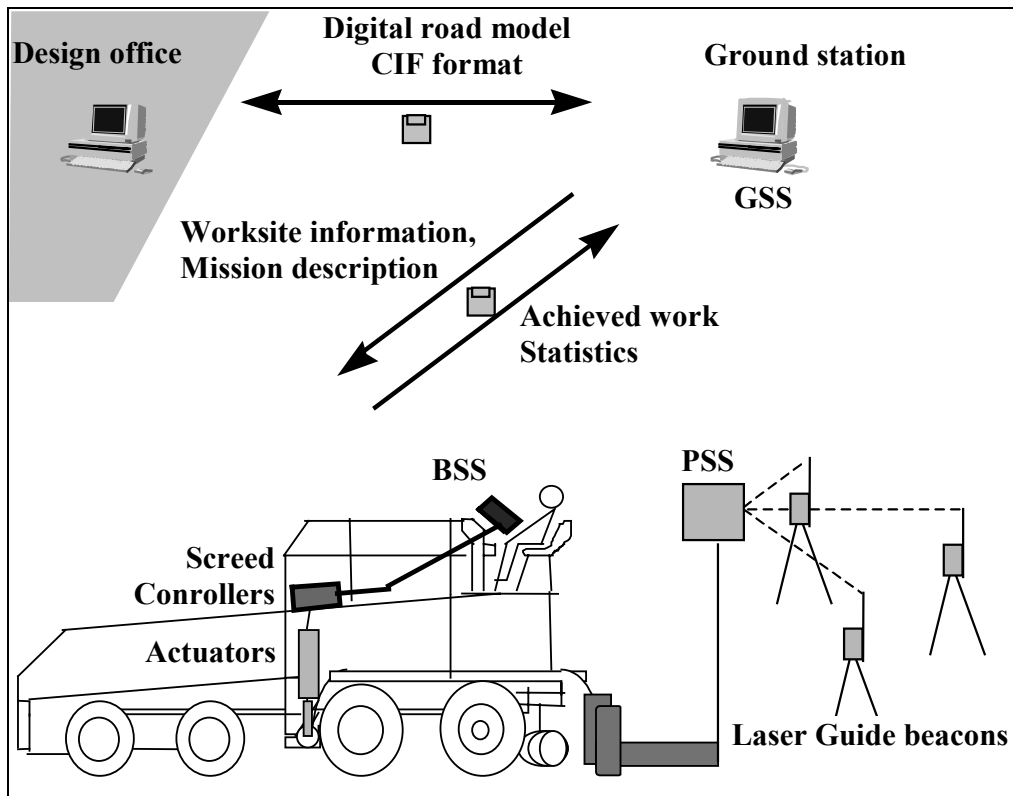 Design office
Digital road model
CIF format
Ground station
GSS
Worksite information,
Mission description
Achieved work
Statistics
BSS
PSS
Screed
Conrollers
Actuators
Laser Guide beacons